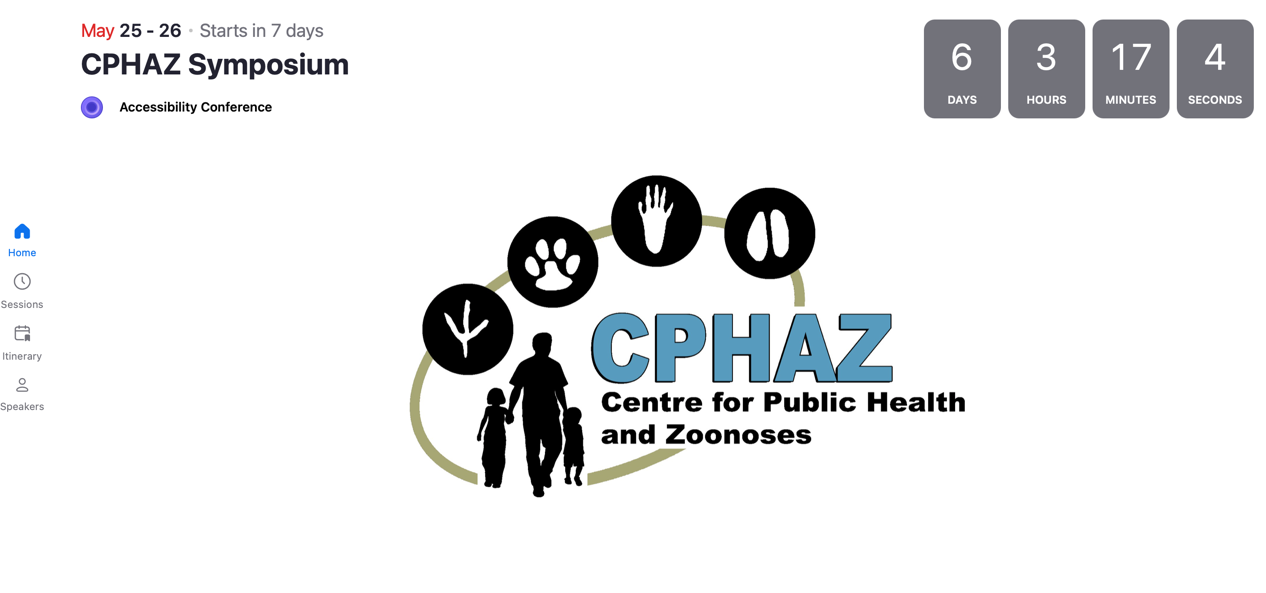 May 25 - 26 • Starts in 7 days
CPHAZ Symposium
Accessibility Conference
6 3 17 4
DAYS HOURS MINUTES SECONDS
Home
Sessions
Itinerary
Speakers
CPHAZ
Centre for Public Health
and Zoonoses